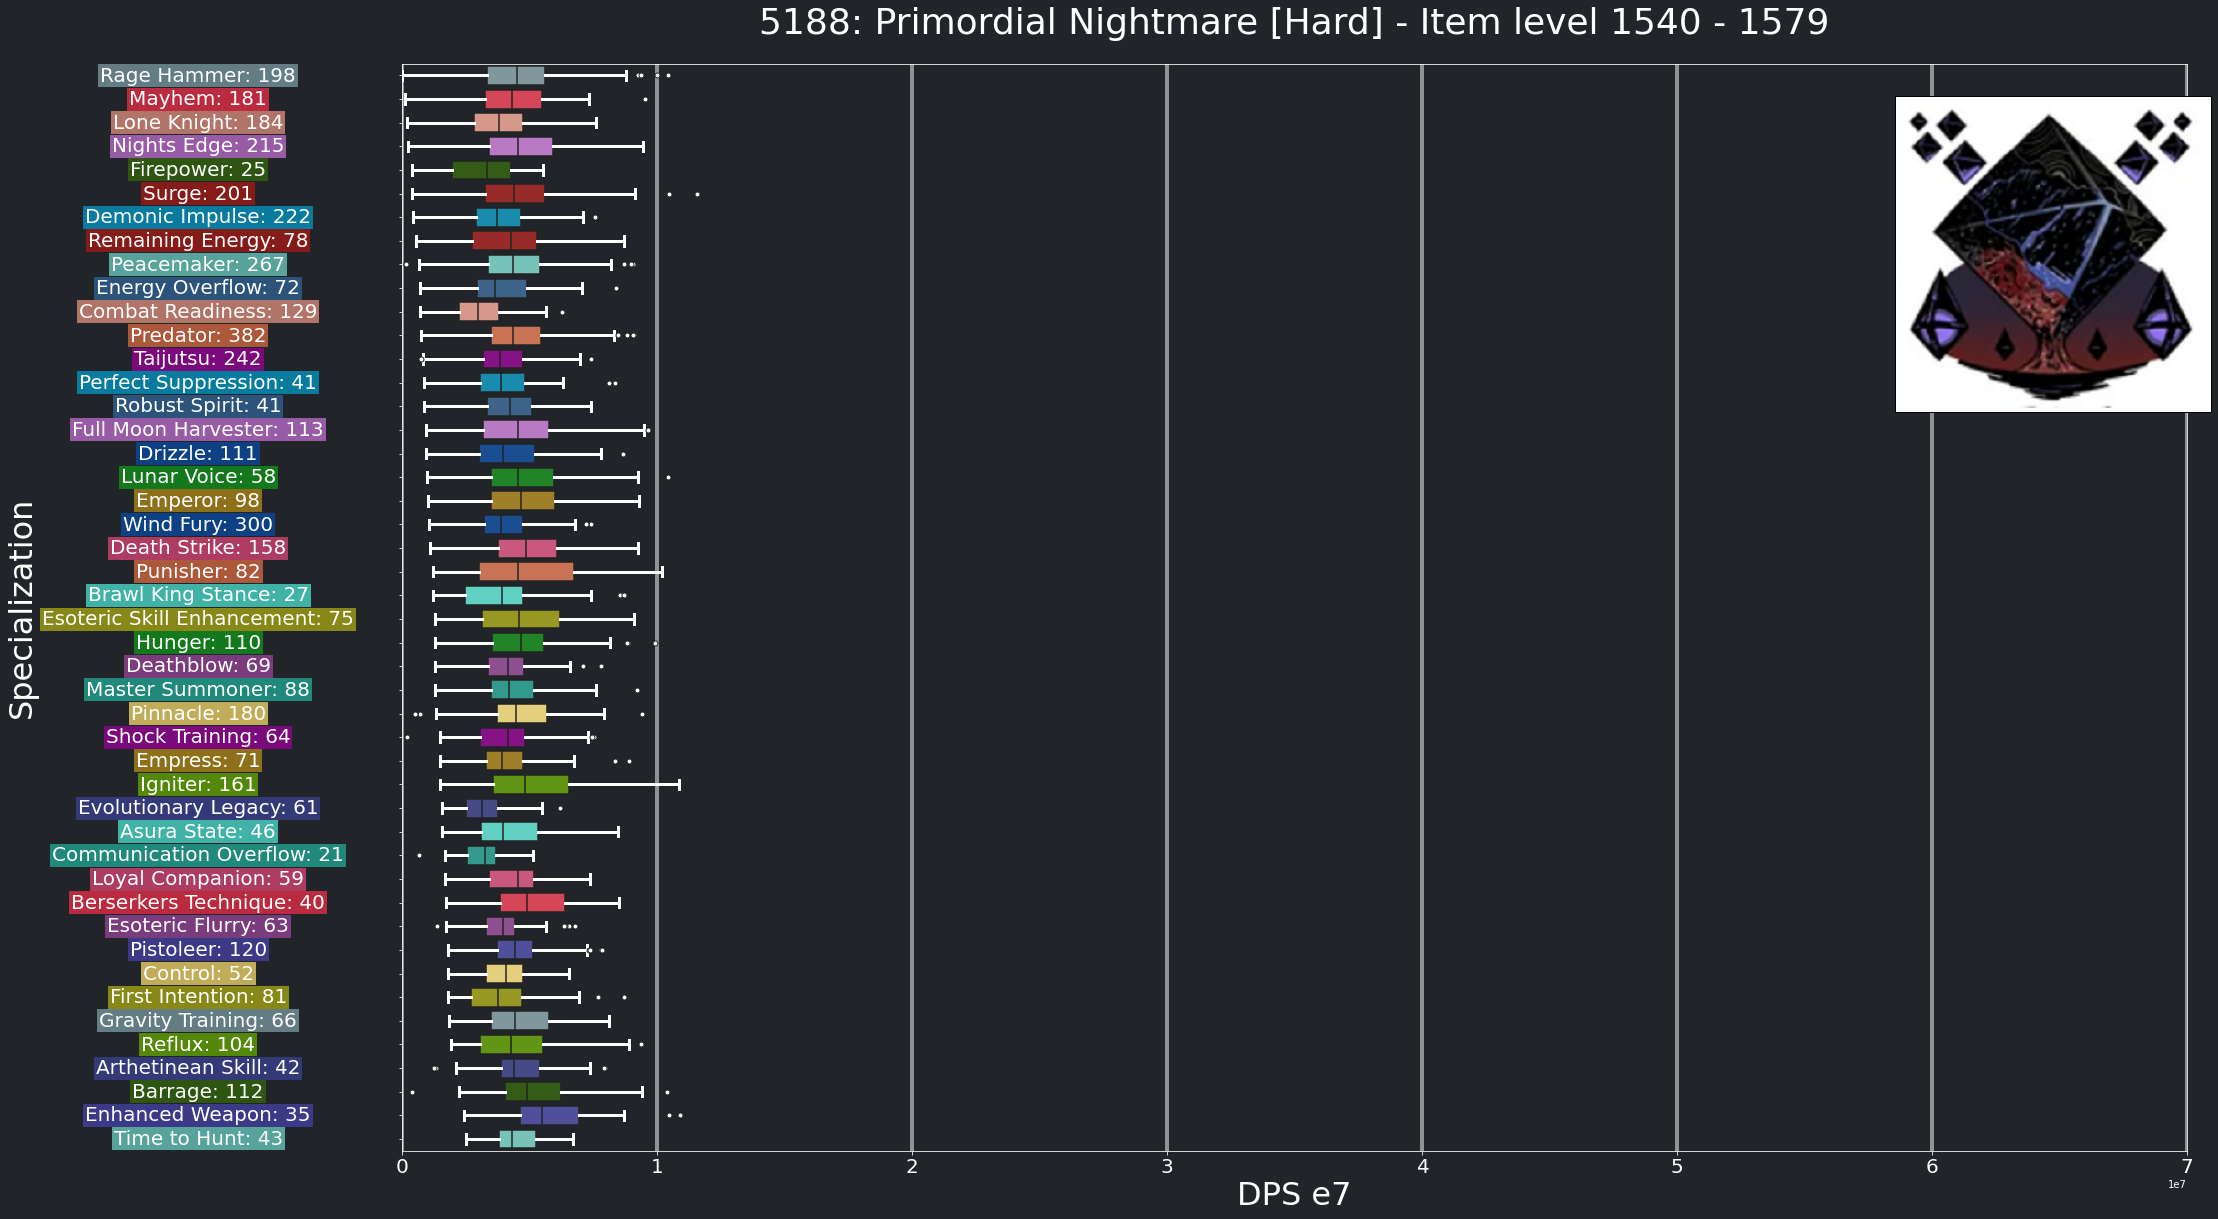 5188: Primordial Nightmare [Hard] - Item level 1540 - 1579
Specialization
Rage Hammer: 198
Mayhem: 181
Lone Knight: 184
Nights Edge: 215
Firepower: 25
Surge: 201
Demonic Impulse: 222
Remaining Energy: 78
Peacemaker: 267
Energy Overflow: 72
Combat Readiness: 129
Predator: 382
Taijutsu: 242
Perfect Suppression: 41
Robust Spirit: 41
Full Moon Harvester: 113
Drizzle: 111
Lunar Voice: 58
Emperor: 98
Wind Fury: 300
Death Strike: 158
Punisher: 82
Brawl King Stance: 27
Esoteric Skill Enhancement: 75
Hunger: 110
Deathblow: 69
Master Summoner: 88
Pinnacle: 180
Shock Training: 64
Empress: 71
Igniter: 161
Evolutionary Legacy: 61
Asura State: 46
Communication Overflow: 21
Loyal Companion: 59
Berserkers Technique: 40
Esoteric Flurry: 63
Pistoleer: 120
Control: 52
First Intention: 81
Gravity Training: 66
Reflux: 104
Arthetinean Skill: 42
Barrage: 112
Enhanced Weapon: 35
Time to Hunt: 43
0 1 2 3 4 5 6 7
1e7
DPS e7